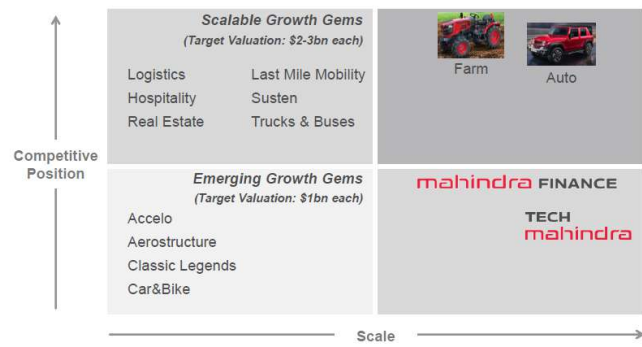 Scalable Growth Gems
(Target Valuation: $2-3bn each)
Logistics Last Mile Mobility
Hospitality Susten
Real Estate Trucks & Buses
Farm
Auto
Competitive
Position
Emerging Growth Gems
(Target Valuation: $1bn each)
Accelo
Aerostructure
Classic Legends
Car&Bike
mahindra FINANCE
TECH
mahindra
Scale